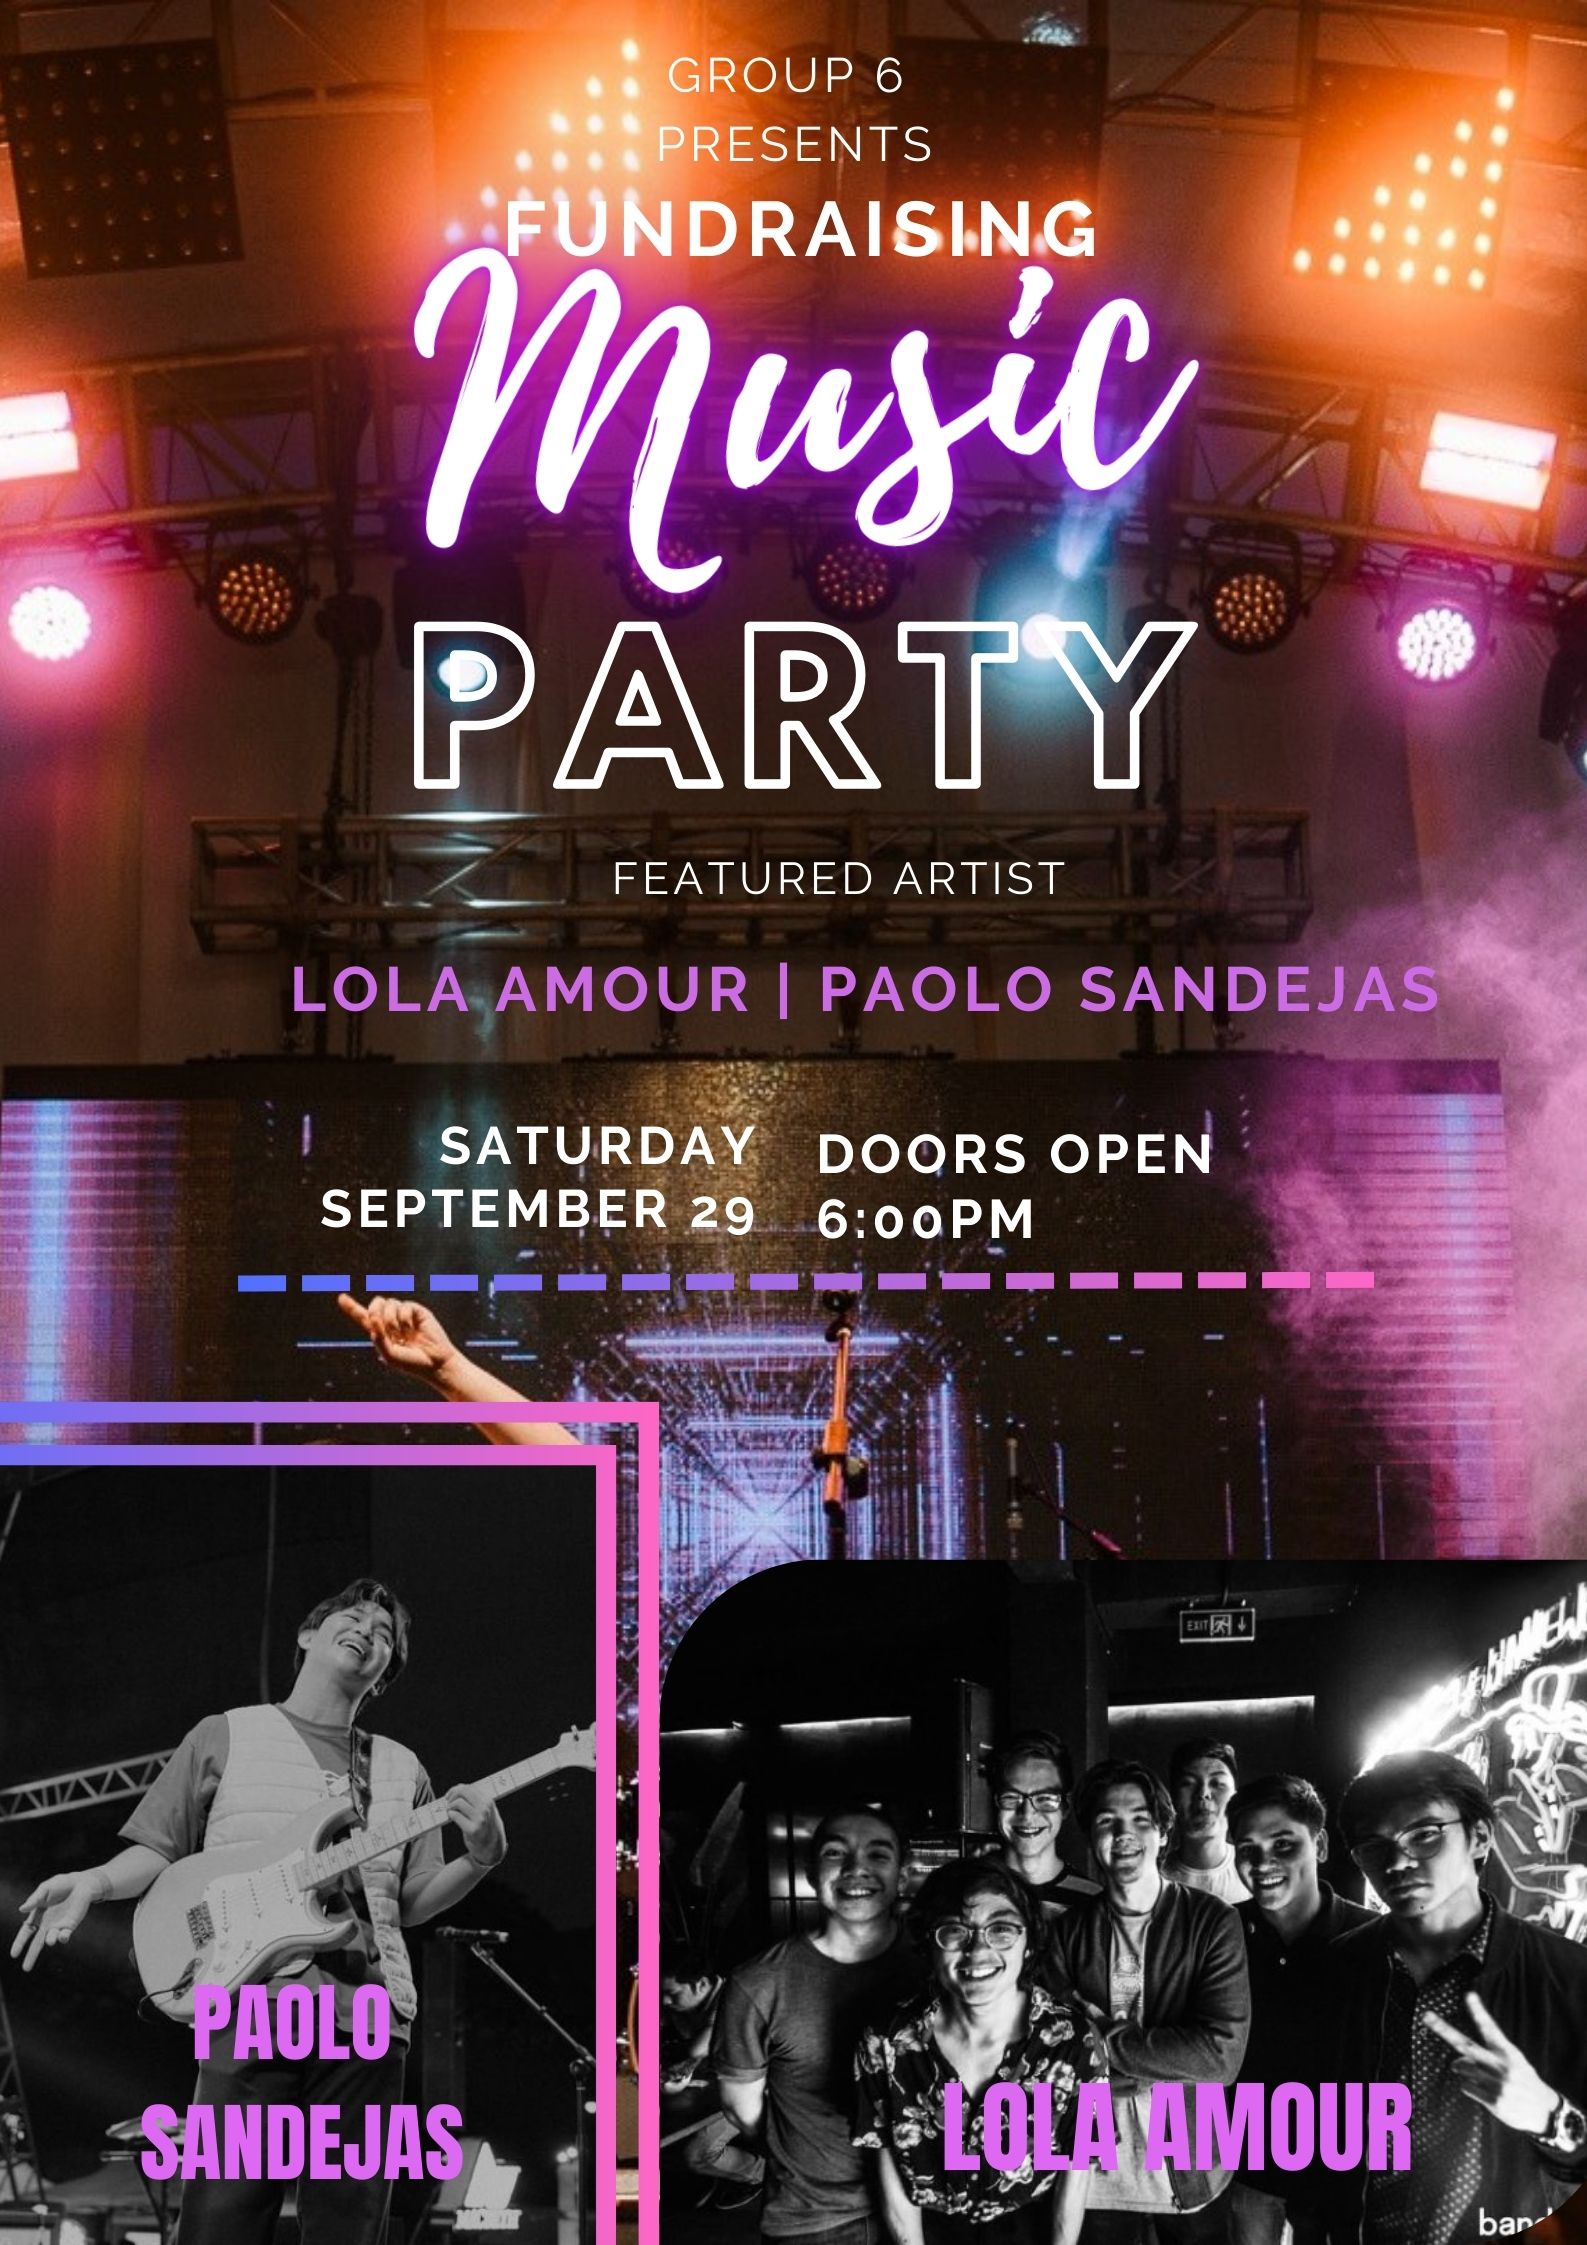 GROUP 6
PRESENTS
FUNDRAISING
Music
PARTY
FEATURED ARTIST
LOLA AMOUR | PAOLO SANDEJAS
SATURDAY
SEPTEMBER 29
DOORS OPEN
6:00PM
EXIT
PAOLO
SANDEJAS
LOLA AMOUR